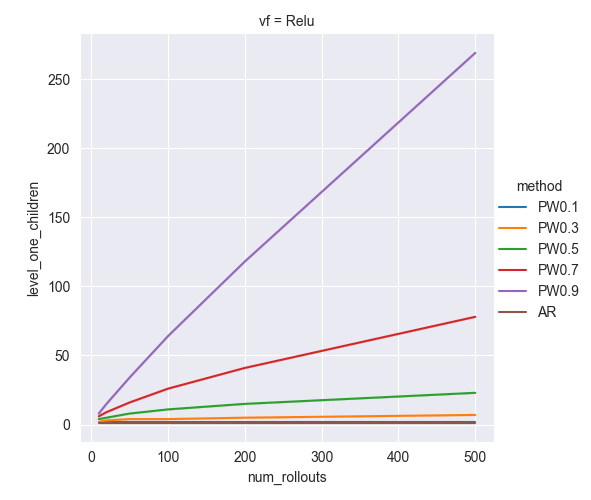 vf = Relu
level_one_children
250
200
150
100
50
0
0
100
200
300
400
500
num_rollouts
method
PW0.1
PW0.3
PW0.5
PW0.7
PW0.9
AR